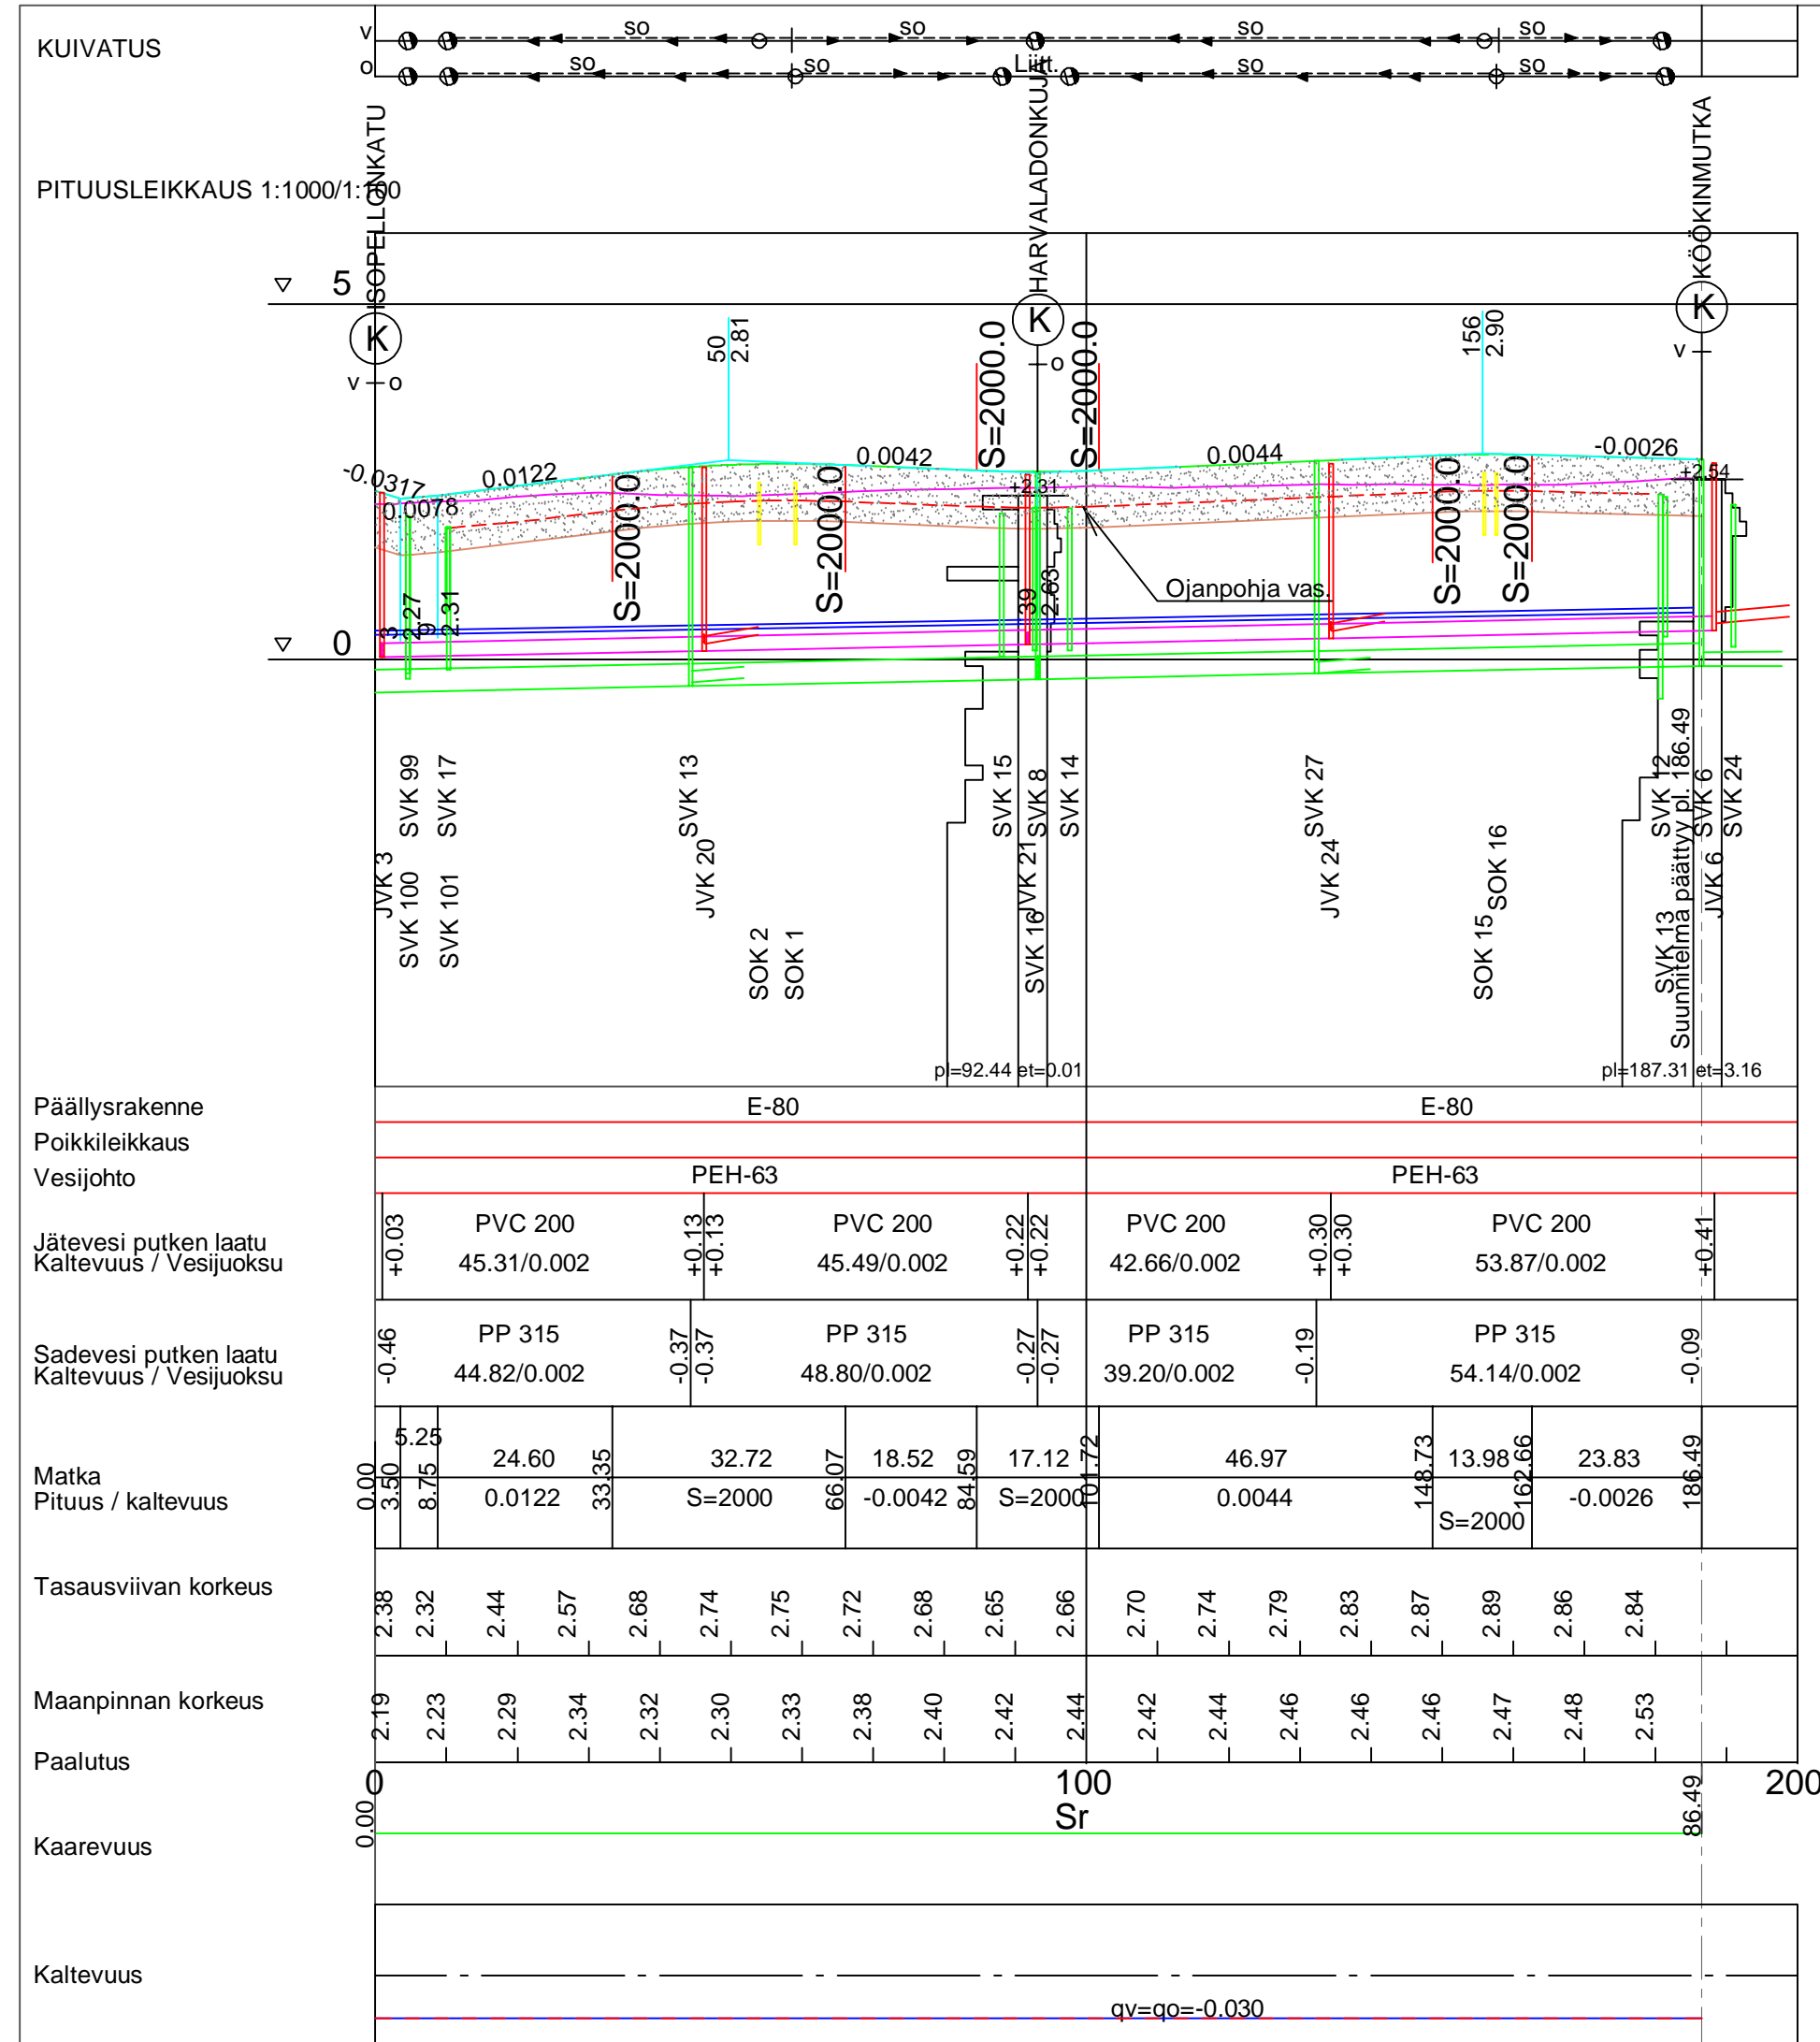 KUIVATUS
v
so
so
so
so
o
so
so
Liitt.
so
so
PITUUSLEIKKAUS 1:1000/1:100
ISOPELLONKATU
HARVALADONKUJA
KÖÖKINMUTKA
5
K
K
K
v
o
o
v
50
2.81
156
2.90
S=2000.0
S=2000.0
-0.0317
0.0078
0.0122
0.0042
0.0044
-0.0026
+2.31
+2.54
S=2000.0
S=2000.0
S=2000.0
S=2000.0
Ojanpohja vas.
0
3
2.27
9
2.31
39
2.63
SVK 99
SVK 17
SVK 13
SVK 15
SVK 8
SVK 14
SVK 27
SVK 12
SVK 6
SVK 24
JVK 3
SVK 100
SVK 101
JVK 20
JVK 21
SVK 16
JVK 24
SOK 16
SOK 15
SVK 13
JVK 6
SOK 2
SOK 1
Suunnitelma päättyy pl. 186.49
pl=92.44 et=0.01
pl=187.31 et=3.16
Päällysrakenne
E-80
E-80
Poikkileikkaus
Vesijohto
PEH-63
PEH-63
Jätevesi putken laatu
Kaltevuus / Vesijuoksu
+0.03
PVC 200
45.31/0.002
+0.13
+0.13
PVC 200
45.49/0.002
+0.22
+0.22
PVC 200
42.66/0.002
+0.30
+0.30
PVC 200
53.87/0.002
+0.41
Sadevesi putken laatu
Kaltevuus / Vesijuoksu
-0.46
PP 315
44.82/0.002
-0.37
-0.37
PP 315
48.80/0.002
-0.27
-0.27
PP 315
39.20/0.002
-0.19
PP 315
54.14/0.002
-0.09
Matka
Pituus / kaltevuus
0.00
3.50
5.25
8.75
24.60
0.0122
33.35
32.72
S=2000
66.07
18.52
-0.0042
84.59
17.12
S=2000
101.72
46.97
0.0044
148.73
13.98
S=2000
162.66
23.83
-0.0026
186.49
Tasausviivan korkeus
2.38 2.32 2.44 2.57 2.68 2.74 2.75 2.72 2.68 2.65 2.66 2.70 2.74 2.79 2.83 2.87 2.89 2.86 2.84
Maanpinnan korkeus
2.19 2.23 2.29 2.34 2.32 2.30 2.33 2.38 2.40 2.42 2.44 2.42 2.44 2.46 2.46 2.46 2.47 2.48 2.53
Paalutus
0
100
200
Sr
0.00
86.49
Kaarevuus
Kaltevuus
qv=qo=-0.030